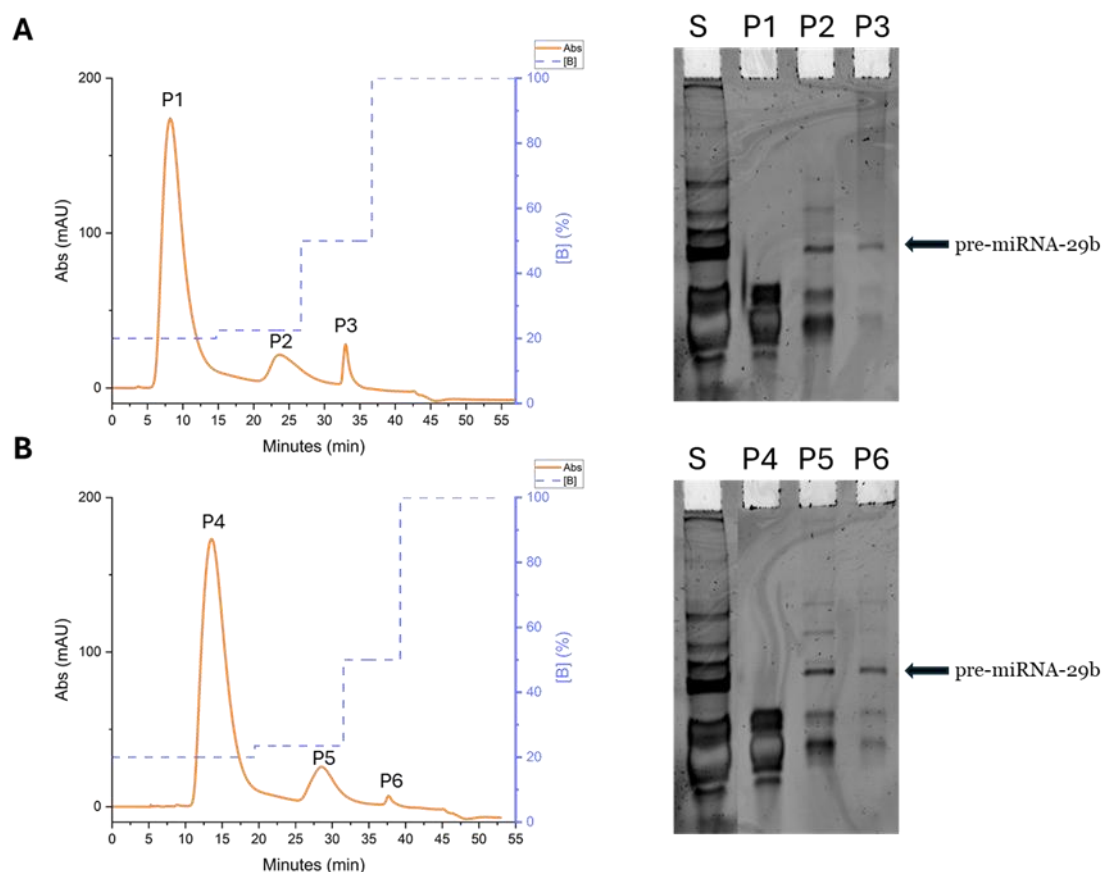 A
Abs
[B]
200
100
0
Abs (mAU)
P1
P2
P3
100
80
60
40
20
0
[B] (%)
0 5 10 15 20 25 30 35 40 45 50 55
Minutes (min)
S P1 P2 P3
pre-miRNA-29b
B
Abs
[B]
200
100
0
Abs (mAU)
P4
P5
P6
100
80
60
40
20
0
[B] (%)
0 5 10 15 20 25 30 35 40 45 50 55
Minutes (min)
S P4 P5 P6
pre-miRNA-29b